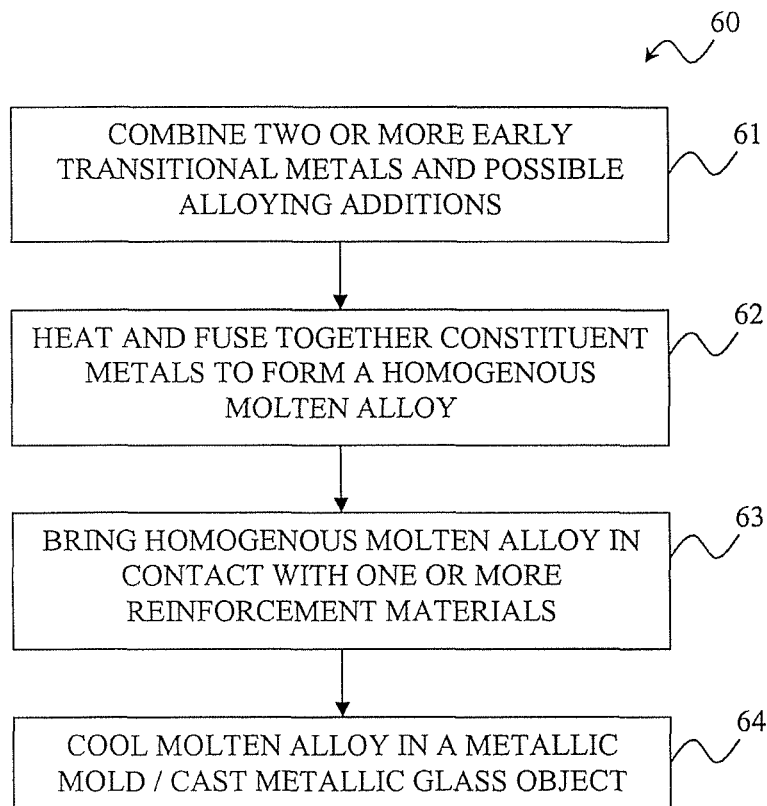 60
COMBINE TWO OR MORE EARLY
TRANSITIONAL METALS AND POSSIBLE
ALLOYING ADDITIONS
61
HEAT AND FUSE TOGETHER CONSTITUENT
METALS TO FORM A HOMOGENOUS
MOLTEN ALLOY
62
BRING HOMOGENOUS MOLTEN ALLOY IN
CONTACT WITH ONE OR MORE
REINFORCEMENT MATERIALS
63
COOL MOLTEN ALLOY IN A METALLIC
MOLD / CAST METALLIC GLASS OBJECT
64